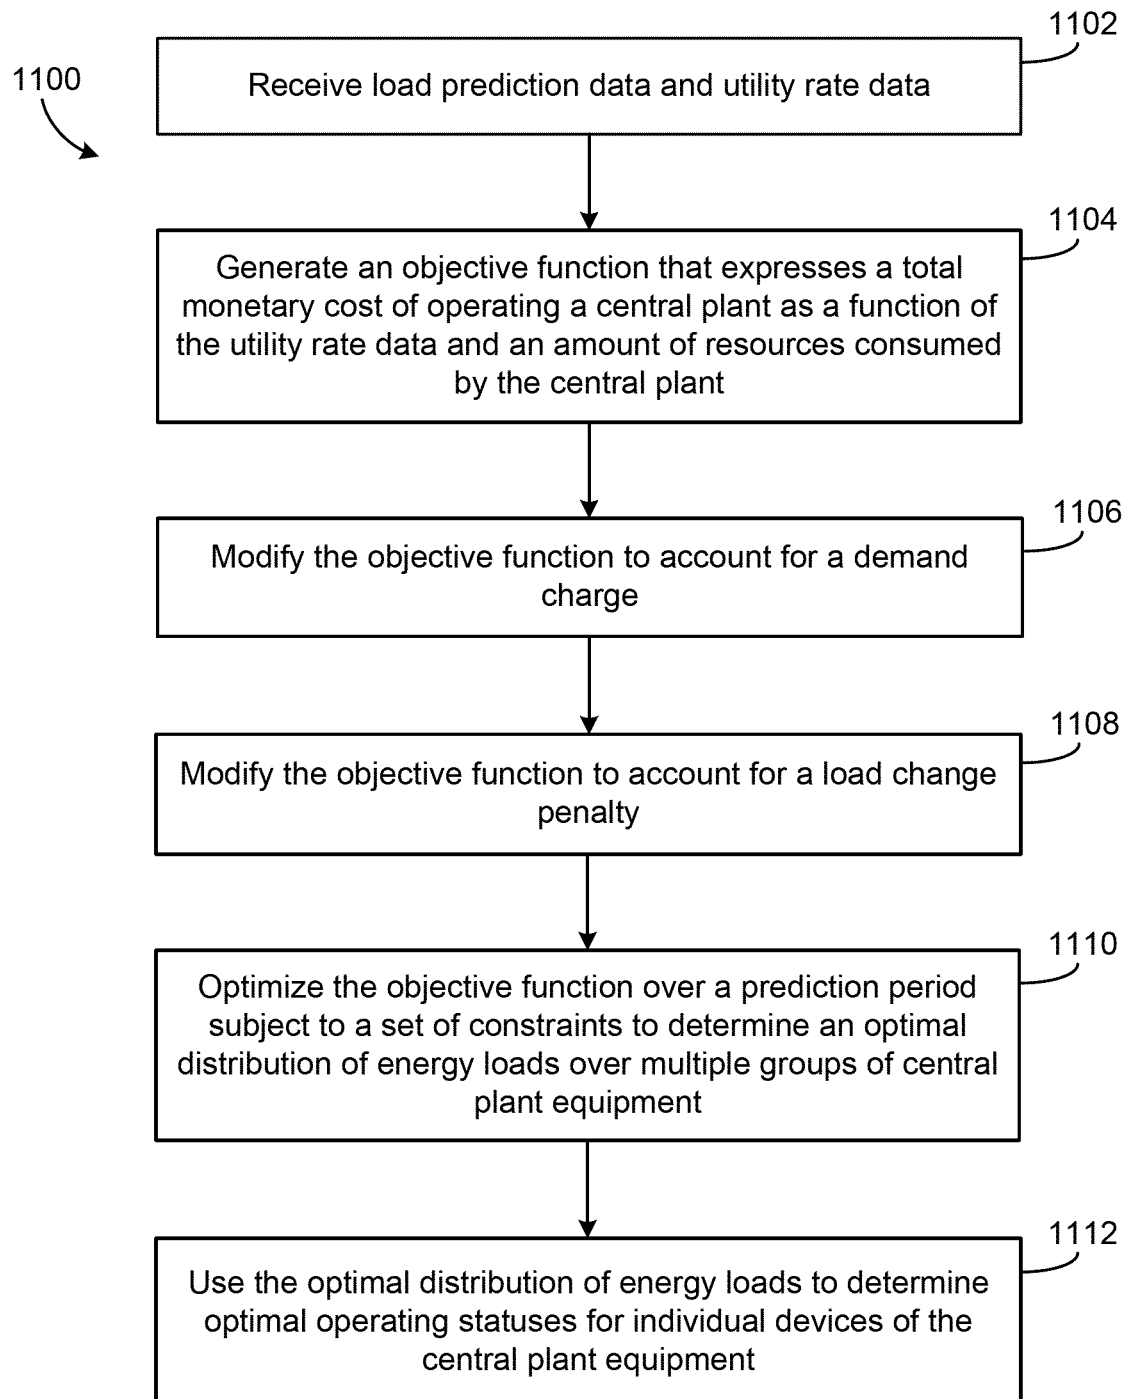 1102
1100
Receive load prediction data and utility rate data
1104
Generate an objective function that expresses a total
monetary cost of operating a central plant as a function of
the utility rate data and an amount of resources consumed
by the central plant
1106
Modify the objective function to account for a demand
charge
1108
Modify the objective function to account for a load change
penalty
1110
Optimize the objective function over a prediction period
subject to a set of constraints to determine an optimal
distribution of energy loads over multiple groups of central
plant equipment
1112
Use the optimal distribution of energy loads to determine
optimal operating statuses for individual devices of the
central plant equipment